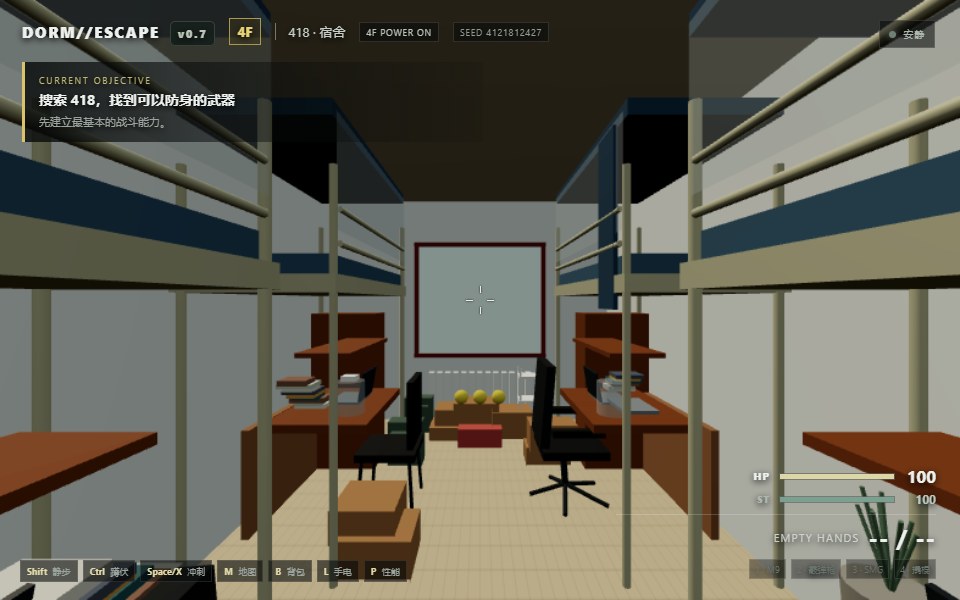 DORM//ESCAPE v0.7 4F 418 · 宿舍 4F POWER ON SEED 4121812427 安静
CURRENT OBJECTIVE
搜索 418，找到可以防身的武器
先建立最基本的战斗能力。
HP 100
ST 100
EMPTY HANDS -- / --
Shift 静步 Ctrl 蹲伏 Space/X 冲刺 M 地图 B 背包 L 手电 P 性能